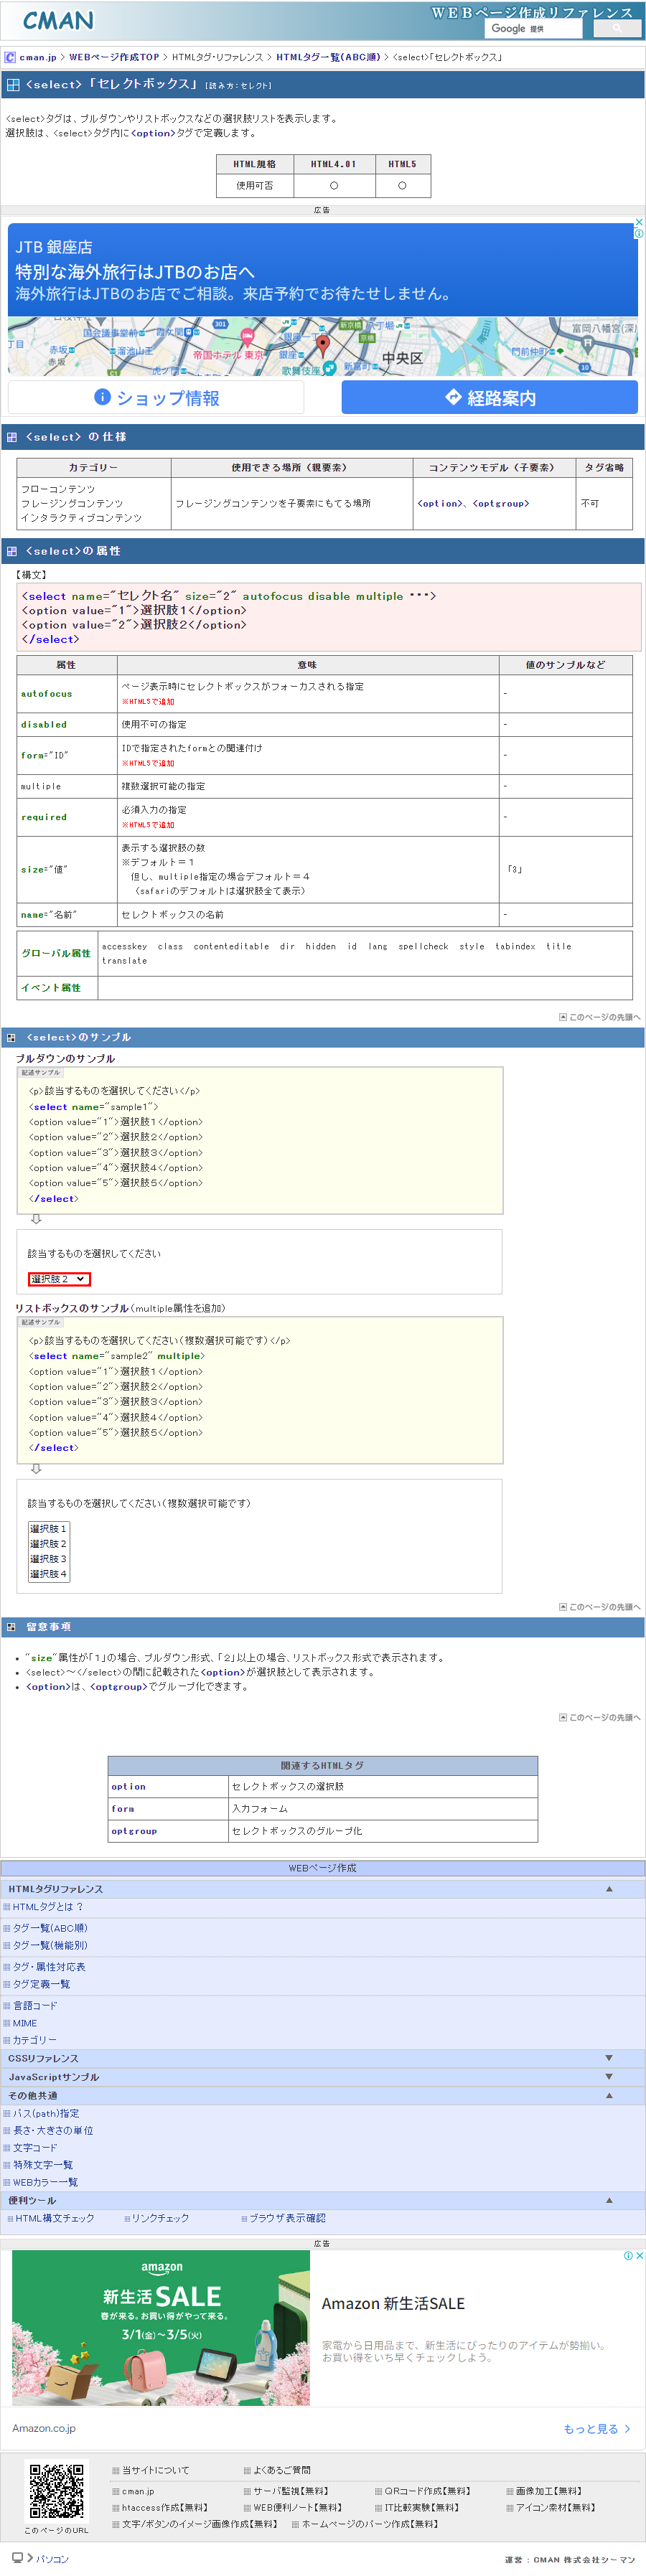 CMAN
WEBページ作成リファレンス
Google 提供
cman.jp > WEBページ作成TOP > HTMLタグ・リファレンス > HTMLタグ一覧(ABC順) > <select>「セレクトボックス」
<select>「セレクトボックス」 [読み方:セレクト]
<select>タグは、プルダウンやリストボックスなどの選択肢リストを表示します。
選択肢は、<select>タグ内に<option>タグで定義します。
HTML規格 HTML4.01 HTML5
使用可否 ○ ○
広告
JTB 銀座店
特別な海外旅行はJTBのお店へ
海外旅行はJTBのお店でご相談。来店予約でお待たせしません。
国会議事堂前 霞ケ関 301 銀座一丁目 新京橋 八丁堀 富岡八幡宮(深川
丁目 赤坂 溜池山王 帝国ホテル 東京 銀座 京橋 中央区 門前仲町
赤坂 虎ノ門 歌舞伎座 新富町 10
ショップ情報 経路案内
<select> の仕様
カテゴリー 使用できる場所（親要素） コンテンツモデル（子要素） タグ省略
フローコンテンツ
フレージングコンテンツ
インタラクティブコンテンツ
フレージングコンテンツを子要素にもてる場所 <option>、<optgroup> 不可
<select>の属性
【構文】
<select name="セレクト名" size="2" autofocus disable multiple ･･･>
<option value="1">選択肢１</option>
<option value="2">選択肢２</option>
</select>
属性 意味 値のサンプルなど
autofocus ページ表示時にセレクトボックスがフォーカスされる指定 -
※HTML5で追加
disabled 使用不可の指定 -
form="ID" IDで指定されたformとの関連付け -
※HTML5で追加
multiple 複数選択可能の指定 -
required 必須入力の指定 -
※HTML5で追加
size="値" 表示する選択肢の数 「3」
※デフォルト＝１
但し、multiple指定の場合デフォルト＝４
（safariのデフォルトは選択肢全て表示）
name="名前" セレクトボックスの名前 -
グローバル属性 accesskey class contenteditable dir hidden id lang spellcheck style tabindex title
translate
イベント属性
このページの先頭へ
<select>のサンプル
プルダウンのサンプル
記述サンプル
<p>該当するものを選択してください</p>
<select name="sample1">
<option value="1">選択肢１</option>
<option value="2">選択肢２</option>
<option value="3">選択肢３</option>
<option value="4">選択肢４</option>
<option value="5">選択肢５</option>
</select>
該当するものを選択してください
選択肢２
リストボックスのサンプル（multiple属性を追加）
記述サンプル
<p>該当するものを選択してください（複数選択可能です）</p>
<select name="sample2" multiple>
<option value="1">選択肢１</option>
<option value="2">選択肢２</option>
<option value="3">選択肢３</option>
<option value="4">選択肢４</option>
<option value="5">選択肢５</option>
</select>
該当するものを選択してください（複数選択可能です）
選択肢１
選択肢２
選択肢３
選択肢４
このページの先頭へ
留意事項
• "size"属性が「１」の場合、プルダウン形式、「２」以上の場合、リストボックス形式で表示されます。
• <select>～</select>の間に記載された<option>が選択肢として表示されます。
• <option>は、<optgroup>でグループ化できます。
このページの先頭へ
関連するHTMLタグ
option セレクトボックスの選択肢
form 入力フォーム
optgroup セレクトボックスのグループ化
WEBページ作成
HTMLタグリファレンス ▲
HTMLタグとは？
タグ一覧(ABC順)
タグ一覧(機能別)
タグ・属性対応表
タグ定義一覧
言語コード
MIME
カテゴリー
CSSリファレンス ▼
JavaScriptサンプル ▼
その他共通 ▲
パス(path)指定
長さ・大きさの単位
文字コード
特殊文字一覧
WEBカラー一覧
便利ツール ▲
HTML構文チェック リンクチェック ブラウザ表示確認
広告
amazon
新生活SALE
春が来る。お買い得がやって来る。
3/1(金)～3/5(火)
Amazon 新生活SALE
家電から日用品まで、新生活にぴったりのアイテムが勢揃い。
お買い得をいち早くチェックしよう。
Amazon.co.jp もっと見る
当サイトについて よくあるご質問
cman.jp サーバ監視【無料】 QRコード作成【無料】 画像加工【無料】
htaccess作成【無料】 WEB便利ノート【無料】 IT比較実験【無料】 アイコン素材【無料】
文字/ボタンのイメージ画像作成【無料】 ホームページのパーツ作成【無料】
このページのURL
> パソコン
運営 : CMAN 株式会社シーマン